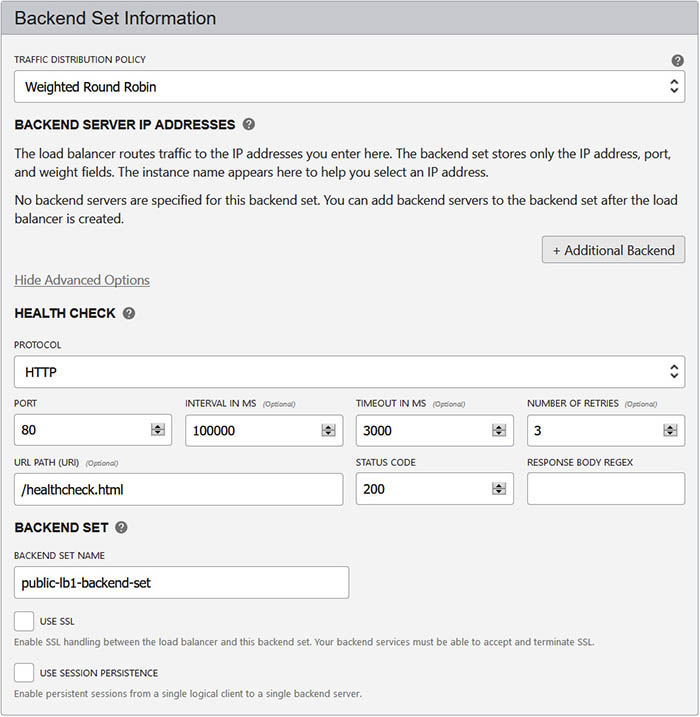 Backend Set Information
TRAFFIC DISTRIBUTION POLICY ?
Weighted Round Robin
BACKEND SERVER IP ADDRESSES ?
The load balancer routes traffic to the IP addresses you enter here. The backend set stores only the IP address, port,
and weight fields. The instance name appears here to help you select an IP address.
No backend servers are specified for this backend set. You can add backend servers to the backend set after the load
balancer is created.
+ Additional Backend
Hide Advanced Options
HEALTH CHECK ?
PROTOCOL
HTTP
PORT INTERVAL IN MS (Optional) TIMEOUT IN MS (Optional) NUMBER OF RETRIES (Optional)
80 100000 3000 3
URL PATH (URI) (Optional) STATUS CODE RESPONSE BODY REGEX
/healthcheck.html 200
BACKEND SET ?
BACKEND SET NAME
public-lb1-backend-set
USE SSL
Enable SSL handling between the load balancer and this backend set. Your backend services must be able to accept and terminate SSL.
USE SESSION PERSISTENCE
Enable persistent sessions from a single logical client to a single backend server.